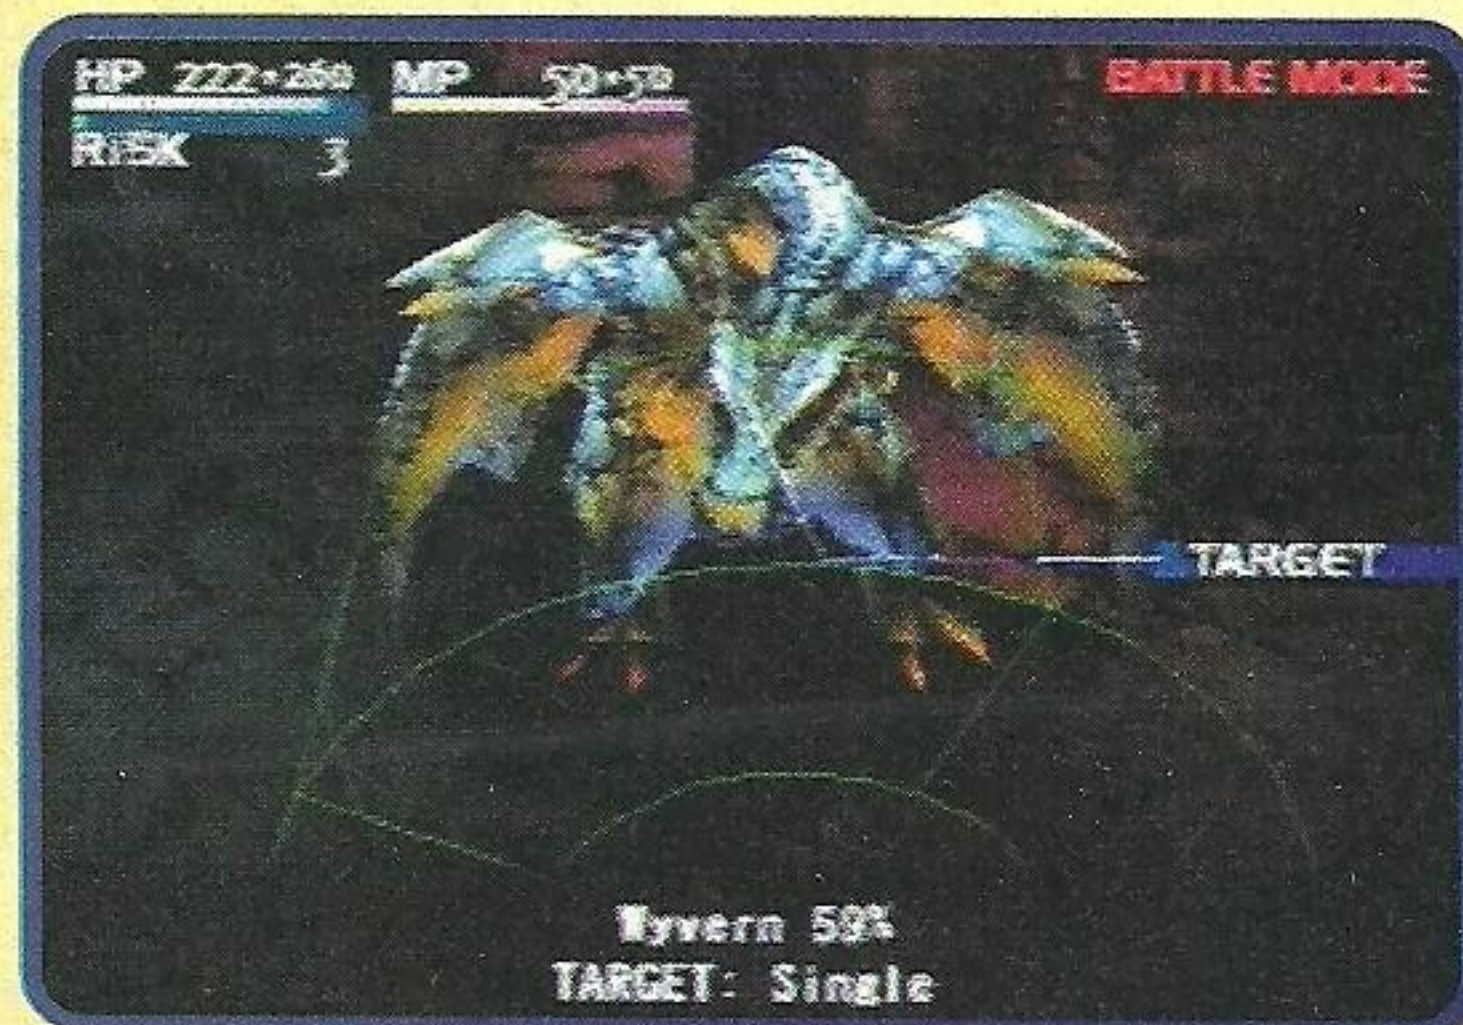 HP 222·260 MP 50·50 BATTLE MODE
RISK 3
TARGET
Wyvern 59%
TARGET: Single